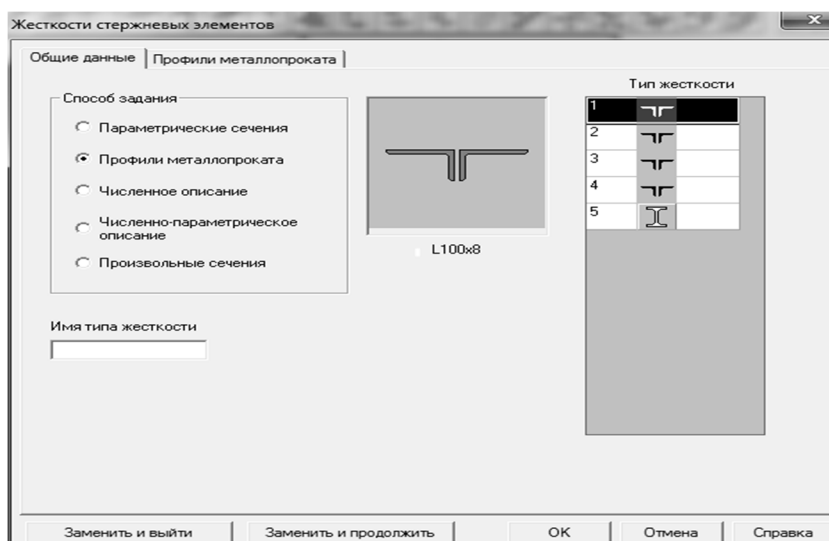 Жесткости стержневых элементов
Общие данные
Профили металлопроката
Способ задания
Параметрические сечения
Профили металлопроката
Численное описание
Численно-параметрическое
описание
Произвольные сечения
L100x8
Имя типа жесткости
Тип жесткости
1
2
3
4
5
Заменить и выйти
Заменить и продолжить
OK
Отмена
Справка